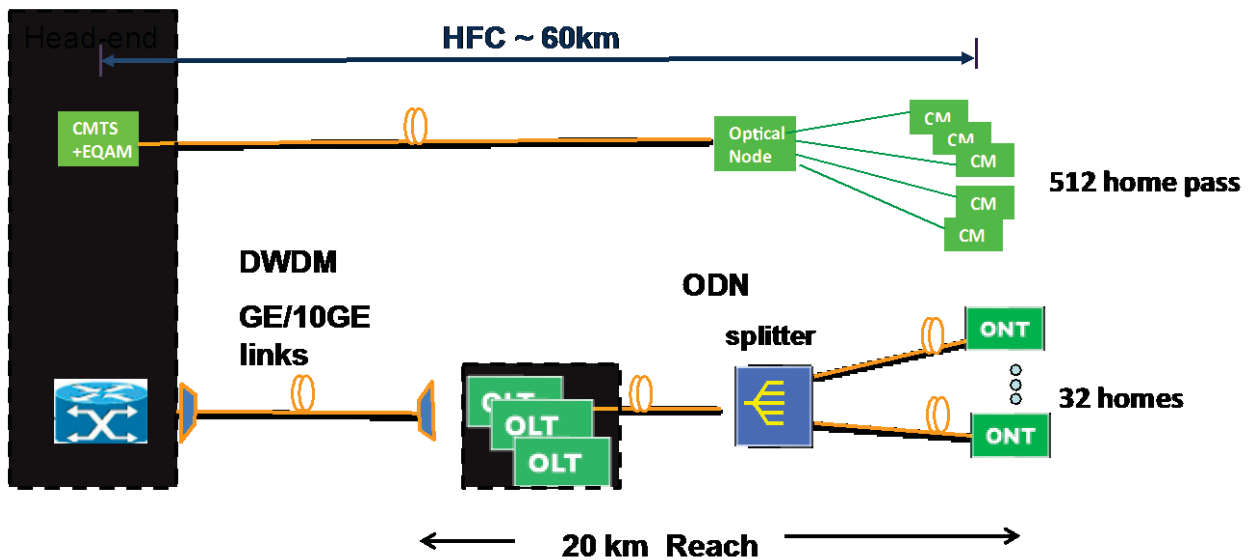 Head-end
HFC ~ 60km
CMTS
+EQAM
Optical
Node
CM
CM
CM
CM
CM
512 home pass
DWDM
GE/10GE
links
ODN
splitter
OLT
OLT
OLT
ONT
ONT
32 homes
20 km Reach